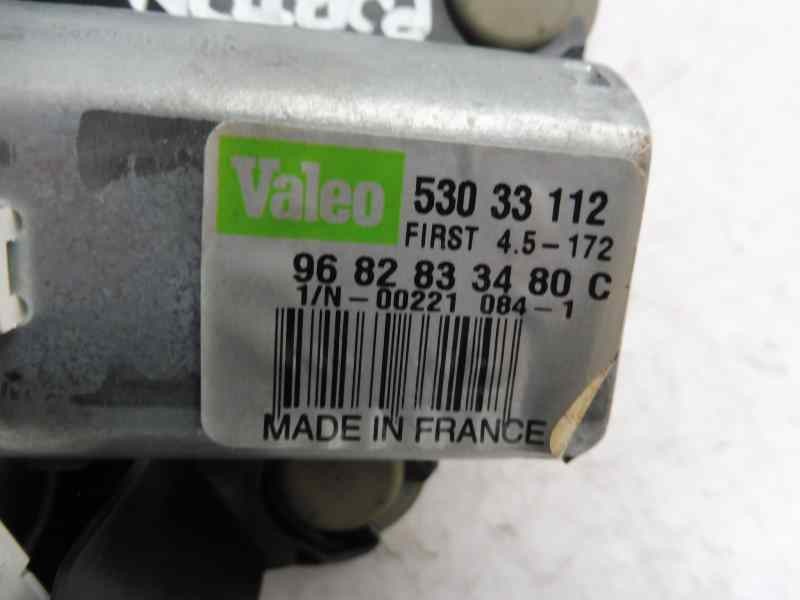 Valeo 530 33 112
FIRST 4.5-172
96 82 83 34 80 C
1/N-00221 084-1
MADE IN FRANCE